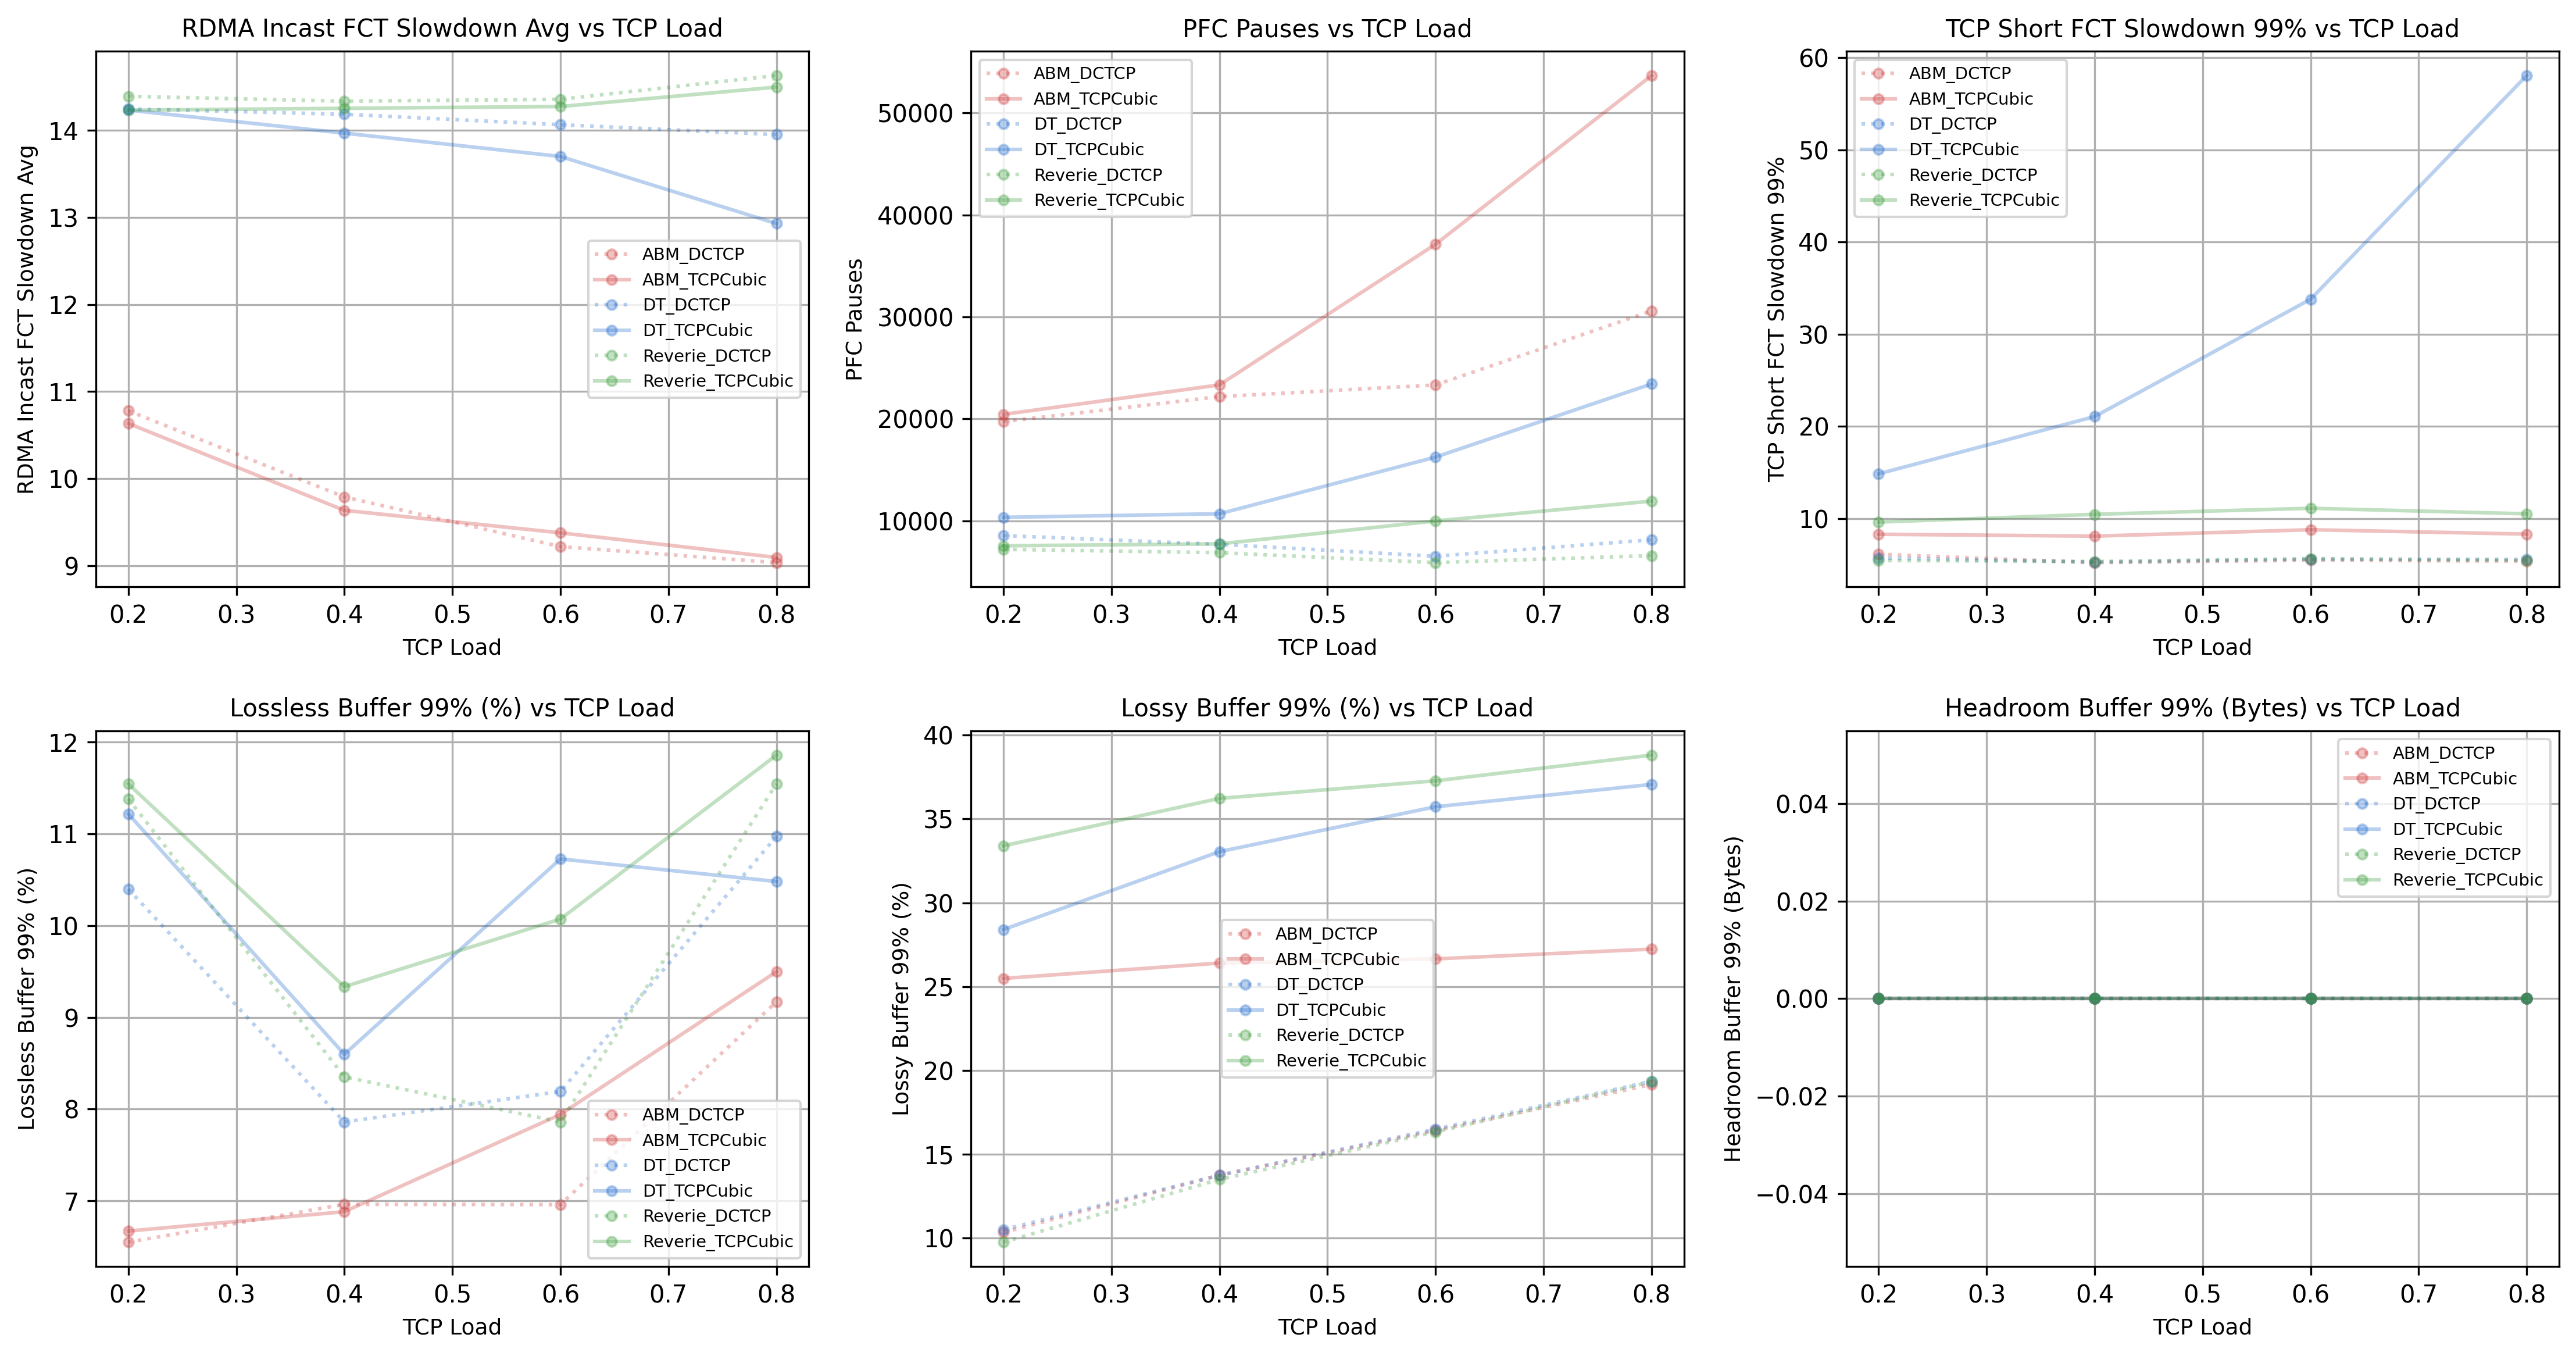 RDMA Incast FCT Slowdown Avg vs TCP Load
RDMA Incast FCT Slowdown Avg
14
13
12
11
10
9
ABM_DCTCP
ABM_TCPCubic
DT_DCTCP
DT_TCPCubic
Reverie_DCTCP
Reverie_TCPCubic
0.2 0.3 0.4 0.5 0.6 0.7 0.8
TCP Load
PFC Pauses vs TCP Load
PFC Pauses
50000
40000
30000
20000
10000
ABM_DCTCP
ABM_TCPCubic
DT_DCTCP
DT_TCPCubic
Reverie_DCTCP
Reverie_TCPCubic
0.2 0.3 0.4 0.5 0.6 0.7 0.8
TCP Load
TCP Short FCT Slowdown 99% vs TCP Load
TCP Short FCT Slowdown 99%
60
50
40
30
20
10
ABM_DCTCP
ABM_TCPCubic
DT_DCTCP
DT_TCPCubic
Reverie_DCTCP
Reverie_TCPCubic
0.2 0.3 0.4 0.5 0.6 0.7 0.8
TCP Load
Lossless Buffer 99% (%) vs TCP Load
Lossless Buffer 99% (%)
12
11
10
9
8
7
ABM_DCTCP
ABM_TCPCubic
DT_DCTCP
DT_TCPCubic
Reverie_DCTCP
Reverie_TCPCubic
0.2 0.3 0.4 0.5 0.6 0.7 0.8
TCP Load
Lossy Buffer 99% (%) vs TCP Load
Lossy Buffer 99% (%)
40
35
30
25
20
15
10
ABM_DCTCP
ABM_TCPCubic
DT_DCTCP
DT_TCPCubic
Reverie_DCTCP
Reverie_TCPCubic
0.2 0.3 0.4 0.5 0.6 0.7 0.8
TCP Load
Headroom Buffer 99% (Bytes) vs TCP Load
Headroom Buffer 99% (Bytes)
0.04
0.02
0.00
−0.02
−0.04
ABM_DCTCP
ABM_TCPCubic
DT_DCTCP
DT_TCPCubic
Reverie_DCTCP
Reverie_TCPCubic
0.2 0.3 0.4 0.5 0.6 0.7 0.8
TCP Load